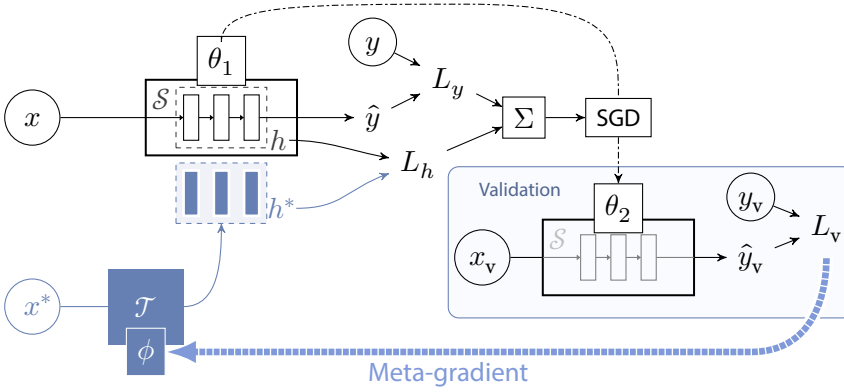 θ₁
y
L_y
x
S
ŷ
Σ
SGD
h
L_h
h*
Validation
θ₂
y_v
S
x_v
ŷ_v
L_v
x*
T
ϕ
Meta-gradient